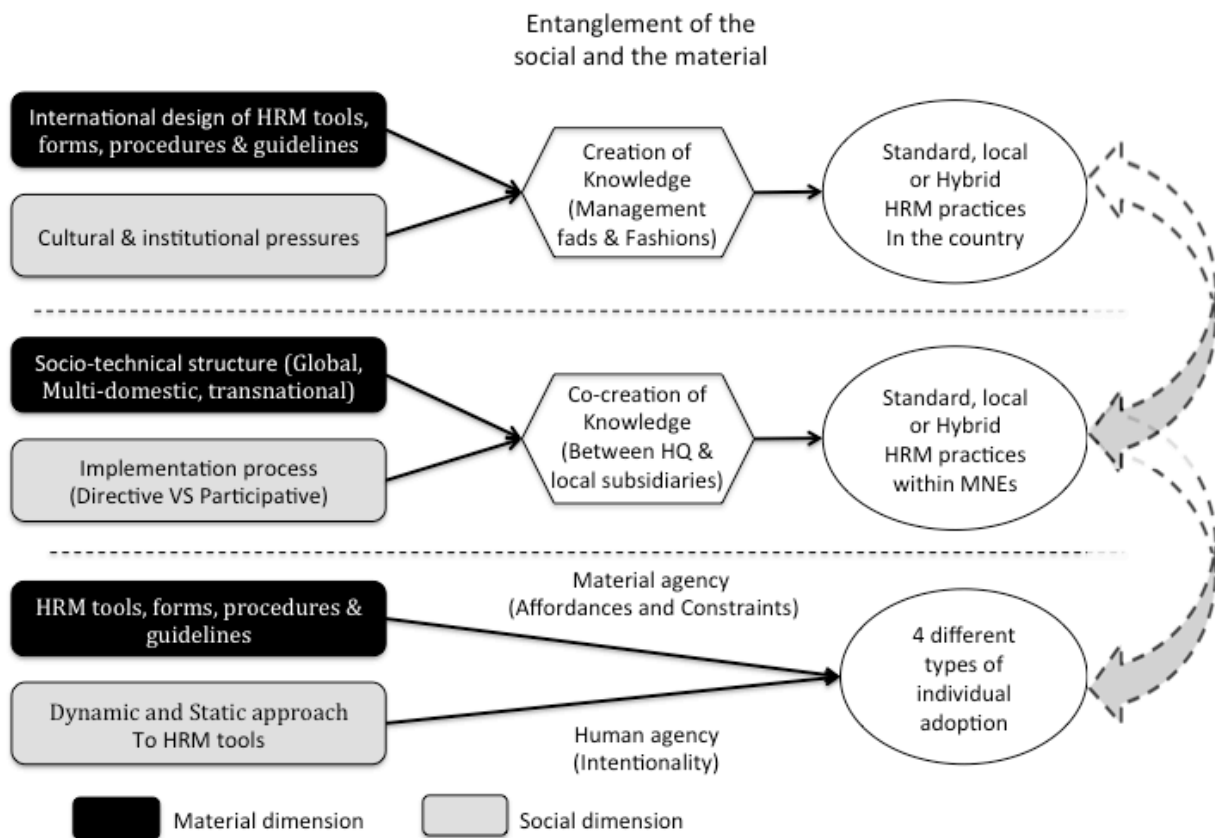 Entanglement of the
social and the material
International design of HRM tools,
forms, procedures & guidelines
Cultural & institutional pressures
Creation of
Knowledge
(Management
fads & Fashions)
Standard, local
or Hybrid
HRM practices
In the country
Socio-technical structure (Global,
Multi-domestic, transnational)
Implementation process
(Directive VS Participative)
Co-creation of
Knowledge
(Between HQ &
local subsidiaries)
Standard, local
or Hybrid
HRM practices
within MNEs
HRM tools, forms, procedures &
guidelines
Dynamic and Static approach
To HRM tools
Material agency
(Affordances and Constraints)
Human agency
(Intentionality)
4 different
types of
individual
adoption
Material dimension
Social dimension